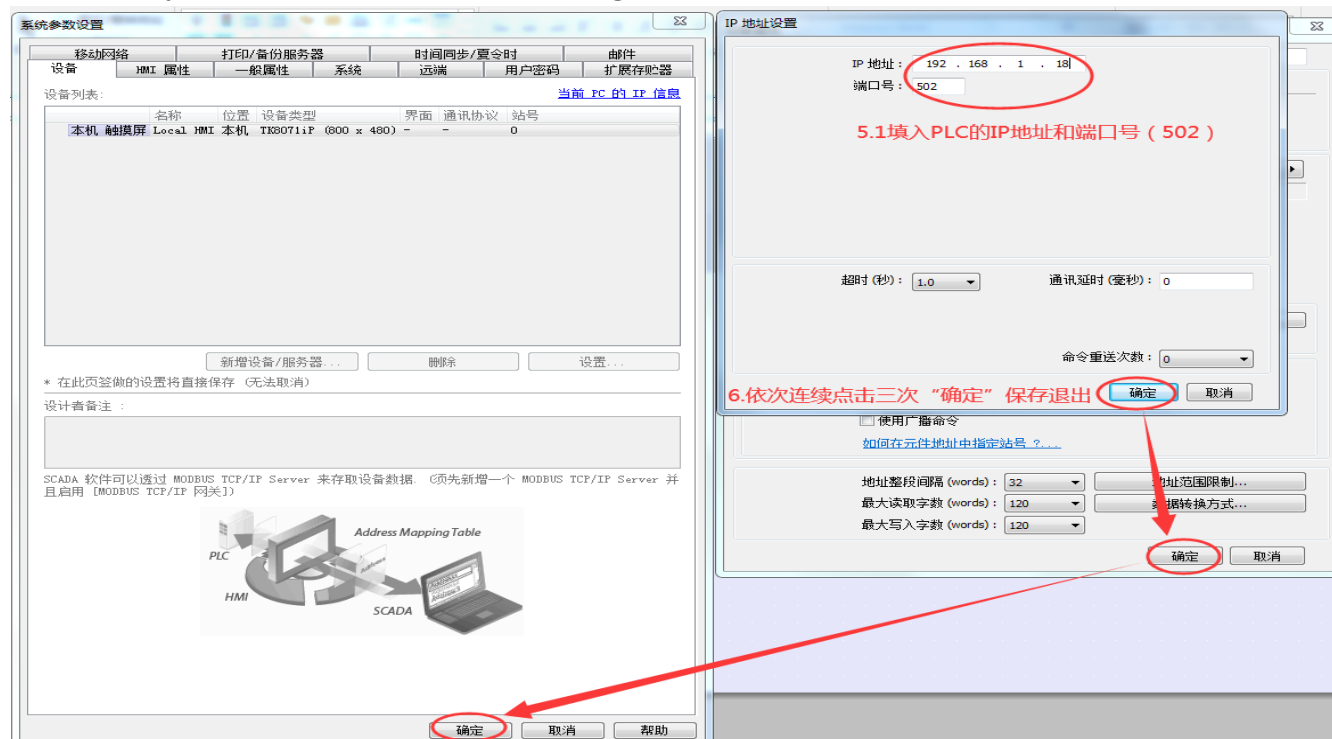 系统参数设置
移动网络 打印/备份服务器 时间同步/夏令时 邮件
设备 HMI 属性 一般属性 系统 远端 用户密码 扩展存贮器
设备列表: 当前 PC 的 IP 信息
名称 位置 设备类型 界面 通讯协议 站号
本机 触摸屏 Local HMI 本机 TK8071iP (800 x 480) - - 0
新增设备/服务器... 删除 设置...
* 在此页签做的设置将直接保存 (无法取消)
设计者备注 :
SCADA 软件可以透过 MODBUS TCP/IP Server 来存取设备数据. (须先新增一个 MODBUS TCP/IP Server 并
且启用 [MODBUS TCP/IP 网关])
Address Mapping Table
PLC
HMI
SCADA
确定 取消 帮助
IP 地址设置
IP 地址: 192 . 168 . 1 . 18
端口号: 502
5.1填入PLC的IP地址和端口号(502)
超时 (秒): 1.0 通讯延时 (毫秒): 0
命令重送次数: 0
6.依次连续点击三次“确定”保存退出 确定 取消
使用广播命令
如何在元件地址中指定站号 ?...
地址整段间隔 (words): 32 地址范围限制...
最大读取字数 (words): 120 数据转换方式...
最大写入字数 (words): 120
确定 取消